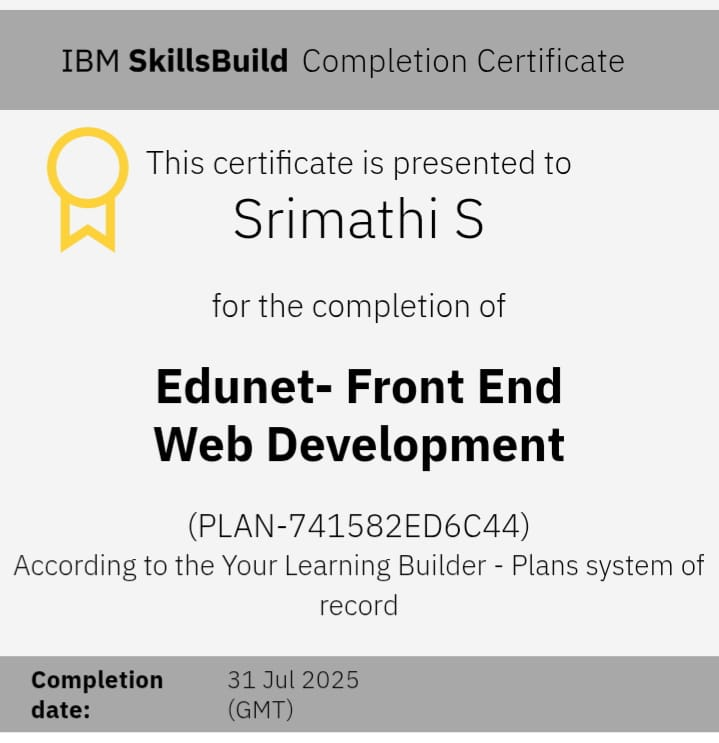 IBM SkillsBuild Completion Certificate
This certificate is presented to
Srimathi S
for the completion of
Edunet- Front End
Web Development
(PLAN-741582ED6C44)
According to the Your Learning Builder - Plans system of
record
Completion date: 31 Jul 2025 (GMT)